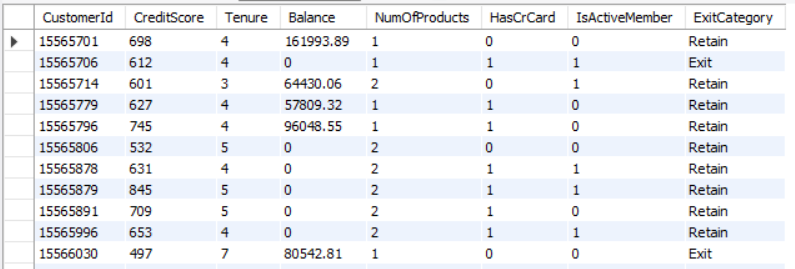 CustomerId CreditScore Tenure Balance NumOfProducts HasCrCard IsActiveMember ExitCategory
15565701 698 4 161993.89 1 0 0 Retain
15565706 612 4 0 1 1 1 Exit
15565714 601 3 64430.06 2 0 1 Retain
15565779 627 4 57809.32 1 1 0 Retain
15565796 745 4 96048.55 1 1 0 Retain
15565806 532 5 0 2 0 0 Retain
15565878 631 4 0 2 1 1 Retain
15565879 845 5 0 2 1 1 Retain
15565891 709 5 0 2 1 0 Retain
15565996 653 4 0 2 1 1 Retain
15566030 497 7 80542.81 1 0 0 Exit